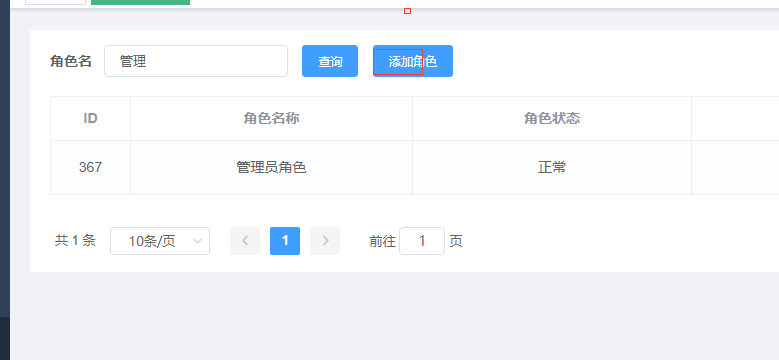 角色名 管理 查询 添加角色
ID 角色名称 角色状态
367 管理员角色 正常
共 1 条 10条/页 1 前往 1 页